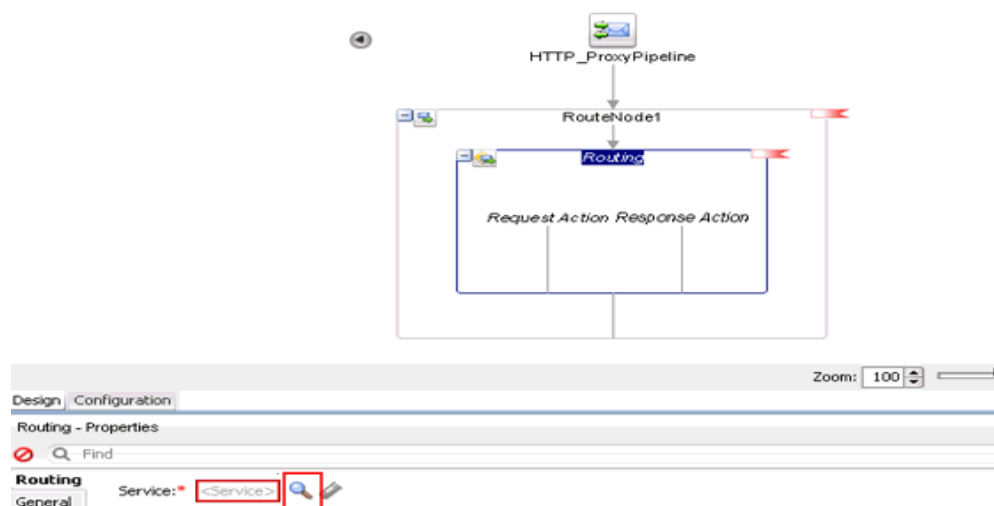 HTTP_ProxyPipeline
RouteNode1
Routing
Request Action Response Action
Zoom: 100
Design Configuration
Routing - Properties
Find
Routing
Service:* <Service>
General